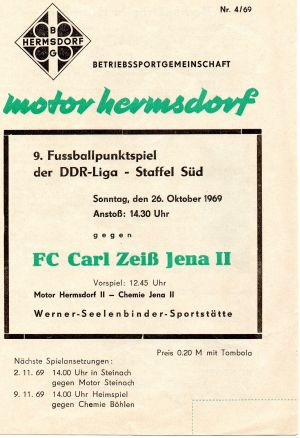 Nr. 4/69
B
HERMSDORF
G
BETRIEBSSPORTGEMEINSCHAFT
motor hermsdorf
9. Fussballpunktspiel
der DDR-Liga - Staffel Süd
Sonntag, den 26. Oktober 1969
Anstoß: 14.30 Uhr
gegen
FC Carl Zeiß Jena II
Vorspiel: 12.45 Uhr
Motor Hermsdorf II – Chemie Jena II
Werner-Seelenbinder-Sportstätte
Preis 0.20 M mit Tombola
Nächste Spielansetzungen:
2. 11. 69 14.00 Uhr in Steinach
gegen Motor Steinach
9. 11. 69 14.00 Uhr Heimspiel
gegen Chemie Böhlen